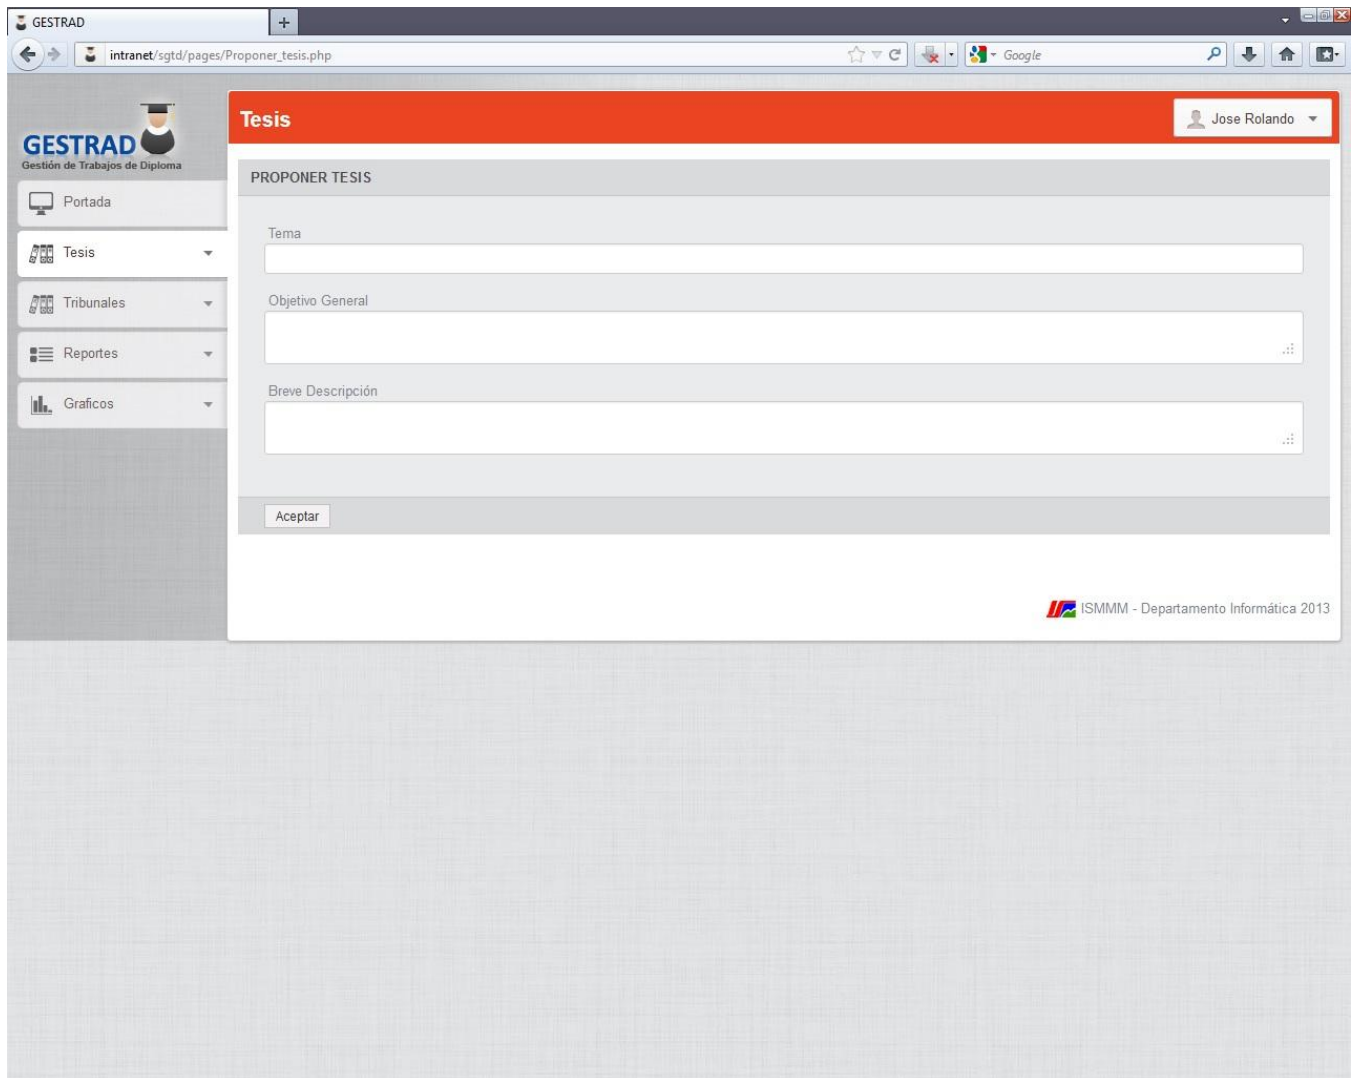 GESTRAD
intranet/sgtd/pages/Proponer_tesis.php
Google
GESTRAD
Gestión de Trabajos de Diploma
Tesis
Jose Rolando
Portada
Tesis
Tribunales
Reportes
Graficos
PROPONER TESIS
Tema
Objetivo General
Breve Descripción
Aceptar
ISMMM - Departamento Informática 2013